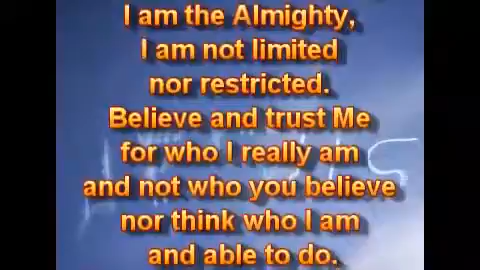 I am the Almighty,
I am not limited
nor restricted.
Believe and trust Me
for who I really am
and not who you believe
nor think who I am
and able to do.